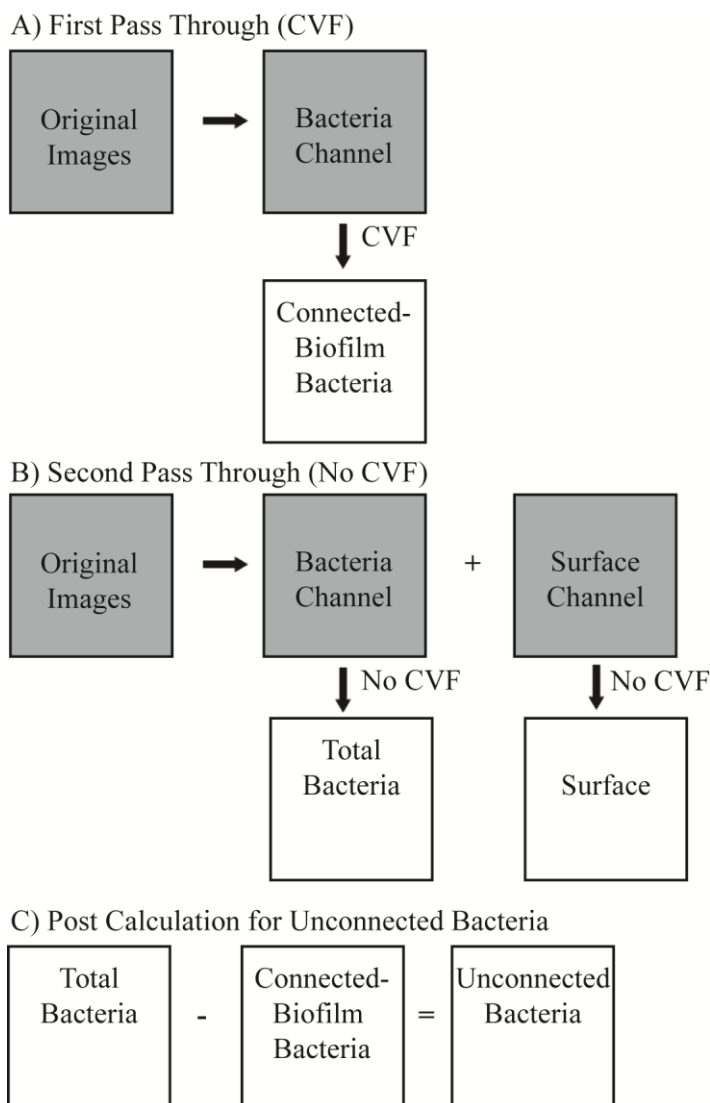 A) First Pass Through (CVF)
Original
Images
Bacteria
Channel
CVF
Connected-
Biofilm
Bacteria
B) Second Pass Through (No CVF)
Original
Images
Bacteria
Channel
+
Surface
Channel
No CVF
No CVF
Total
Bacteria
Surface
C) Post Calculation for Unconnected Bacteria
Total
Bacteria
-
Connected-
Biofilm
Bacteria
=
Unconnected
Bacteria